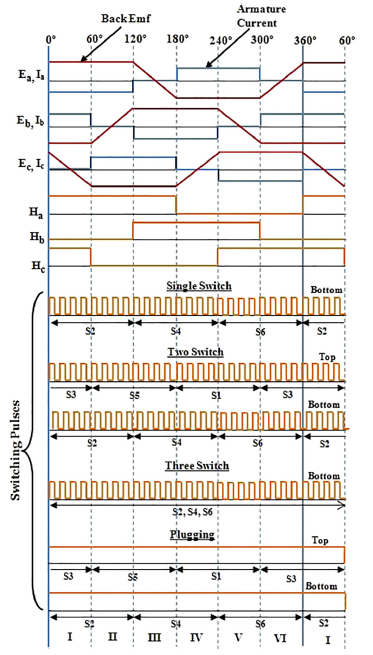 Back Emf
Armature
Current
0° 60° 120° 180° 240° 300° 360° 60°
Ea, Ia
Eb, Ib
Ec, Ic
Ha
Hb
Hc
Single Switch
Bottom
S2 S4 S6 S2
Two Switch
Top
S3 S5 S1 S3
Bottom
S2 S4 S6 S2
Three Switch
Bottom
S2, S4, S6
Plugging
Top
S3 S5 S1 S3
Bottom
S2 S4 S6 S2
I II III IV V VI I
Switching Pulses